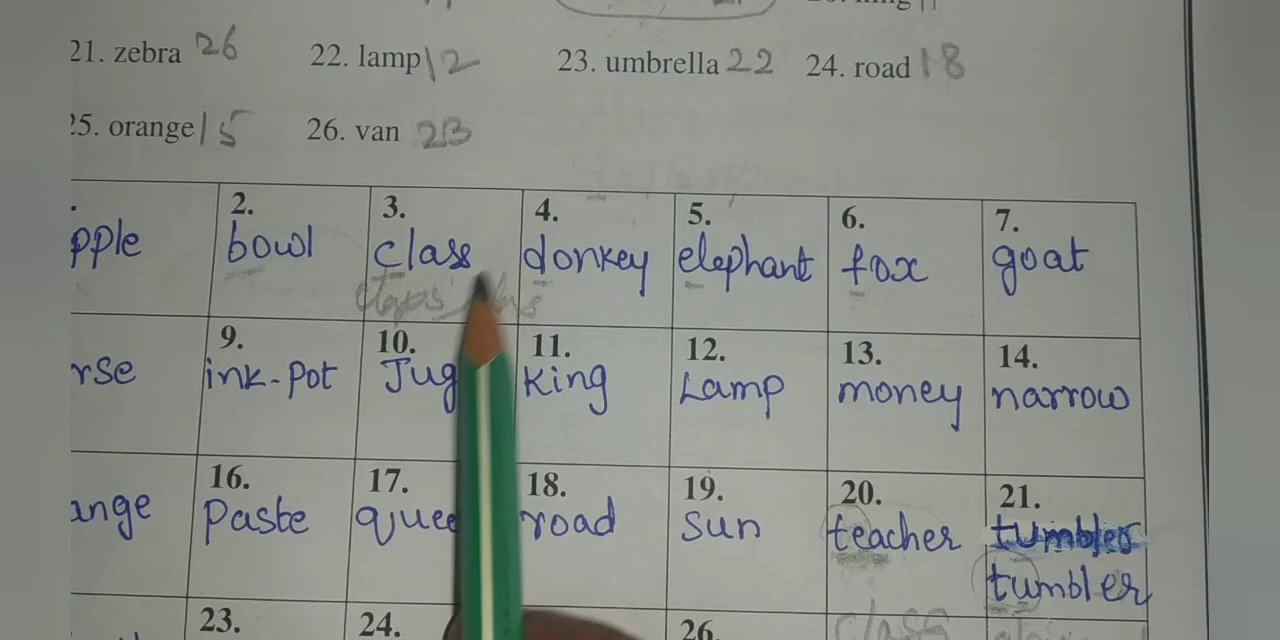 21. zebra 26 22. lamp 12 23. umbrella 22 24. road 18
25. orange 15 26. van 23
2. 3. 4. 5. 6. 7.
pple bowl class donkey elephant fox goat
9. 10. 11. 12. 13. 14.
rse ink-pot Jug King Lamp money narrow
16. 17. 18. 19. 20. 21.
ange Paste quee road Sun teacher tumbler
tumbler
23. 24. 26.
class